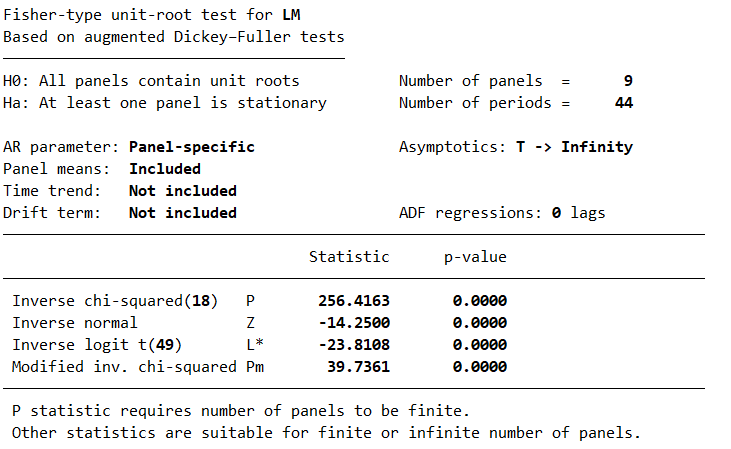 Fisher-type unit-root test for LM
Based on augmented Dickey–Fuller tests
H0: All panels contain unit roots Number of panels = 9
Ha: At least one panel is stationary Number of periods = 44
AR parameter: Panel-specific Asymptotics: T -> Infinity
Panel means: Included
Time trend: Not included
Drift term: Not included ADF regressions: 0 lags
Statistic p-value
Inverse chi-squared(18) P 256.4163 0.0000
Inverse normal Z -14.2500 0.0000
Inverse logit t(49) L* -23.8108 0.0000
Modified inv. chi-squared Pm 39.7361 0.0000
P statistic requires number of panels to be finite.
Other statistics are suitable for finite or infinite number of panels.